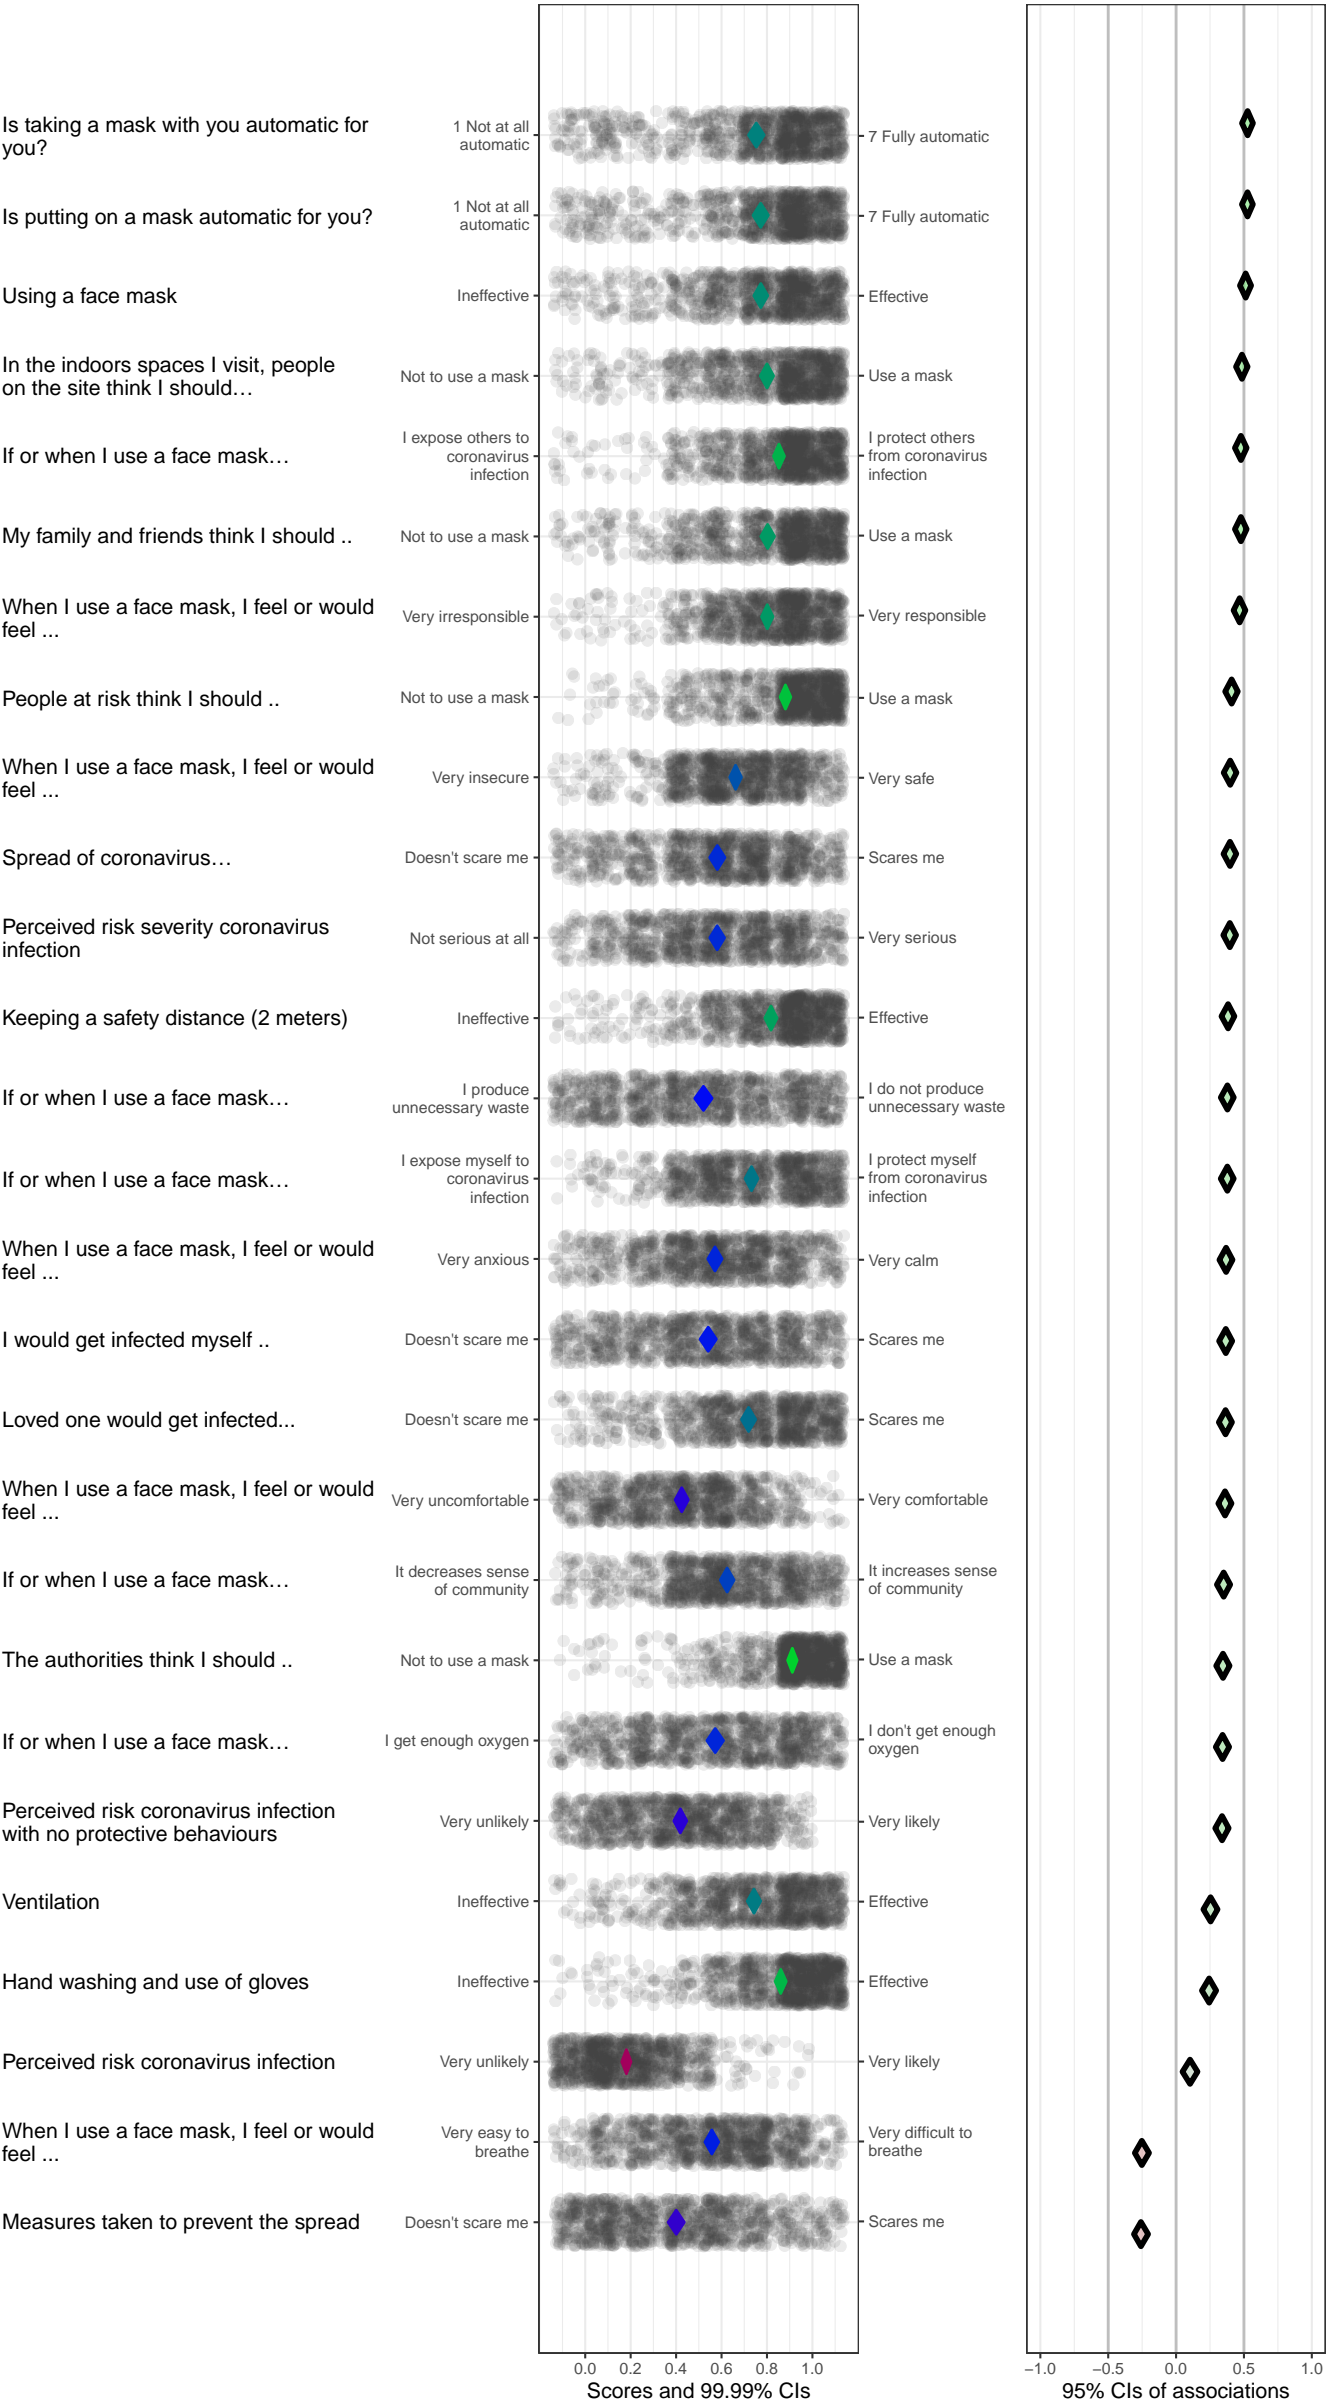 Is taking a mask with you automatic for
you?
1 Not at all
automatic
7 Fully automatic
Is putting on a mask automatic for you?
1 Not at all
automatic
7 Fully automatic
Using a face mask
Ineffective
Effective
In the indoors spaces I visit, people
on the site think I should…
Not to use a mask
Use a mask
If or when I use a face mask…
I expose others to
coronavirus
infection
I protect others
from coronavirus
infection
My family and friends think I should ..
Not to use a mask
Use a mask
When I use a face mask, I feel or would
feel ...
Very irresponsible
Very responsible
People at risk think I should ..
Not to use a mask
Use a mask
When I use a face mask, I feel or would
feel ...
Very insecure
Very safe
Spread of coronavirus…
Doesn't scare me
Scares me
Perceived risk severity coronavirus
infection
Not serious at all
Very serious
Keeping a safety distance (2 meters)
Ineffective
Effective
If or when I use a face mask…
I produce
unnecessary waste
I do not produce
unnecessary waste
If or when I use a face mask…
I expose myself to
coronavirus
infection
I protect myself
from coronavirus
infection
When I use a face mask, I feel or would
feel ...
Very anxious
Very calm
I would get infected myself ..
Doesn't scare me
Scares me
Loved one would get infected...
Doesn't scare me
Scares me
When I use a face mask, I feel or would
feel ...
Very uncomfortable
Very comfortable
If or when I use a face mask…
It decreases sense
of community
It increases sense
of community
The authorities think I should ..
Not to use a mask
Use a mask
If or when I use a face mask…
I get enough oxygen
I don't get enough
oxygen
Perceived risk coronavirus infection
with no protective behaviours
Very unlikely
Very likely
Ventilation
Ineffective
Effective
Hand washing and use of gloves
Ineffective
Effective
Perceived risk coronavirus infection
Very unlikely
Very likely
When I use a face mask, I feel or would
feel ...
Very easy to
breathe
Very difficult to
breathe
Measures taken to prevent the spread
Doesn't scare me
Scares me
0.0 0.2 0.4 0.6 0.8 1.0
Scores and 99.99% CIs
−1.0 −0.5 0.0 0.5 1.0
95% CIs of associations